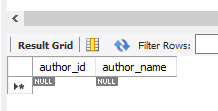 Result Grid Filter Rows:
author_id author_name
NULL NULL